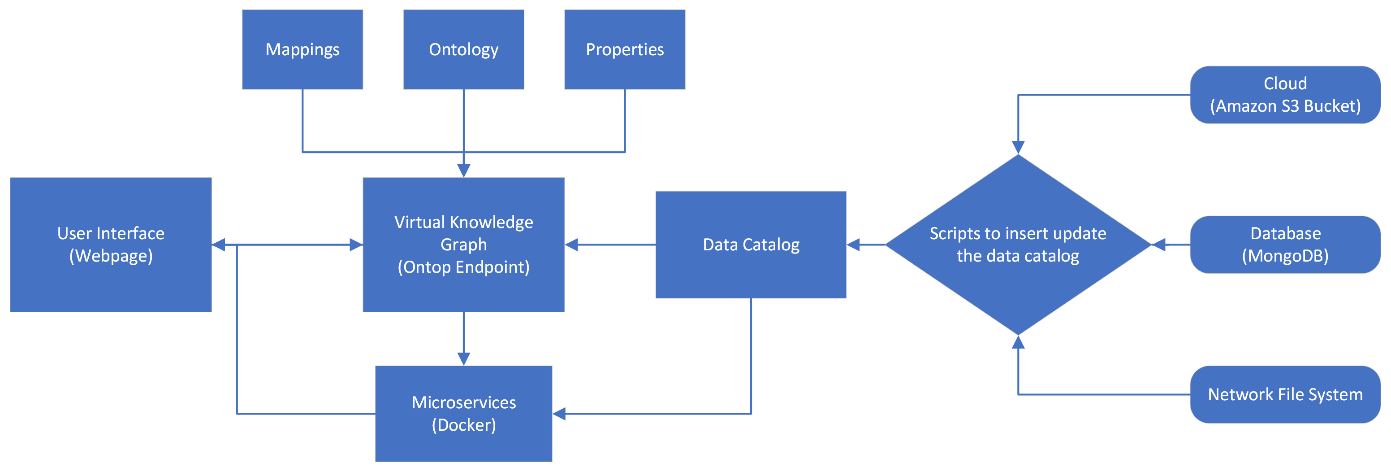 Mappings
Ontology
Properties
Cloud
(Amazon S3 Bucket)
User Interface
(Webpage)
Virtual Knowledge
Graph
(Ontop Endpoint)
Data Catalog
Scripts to insert update
the data catalog
Database
(MongoDB)
Microservices
(Docker)
Network File System